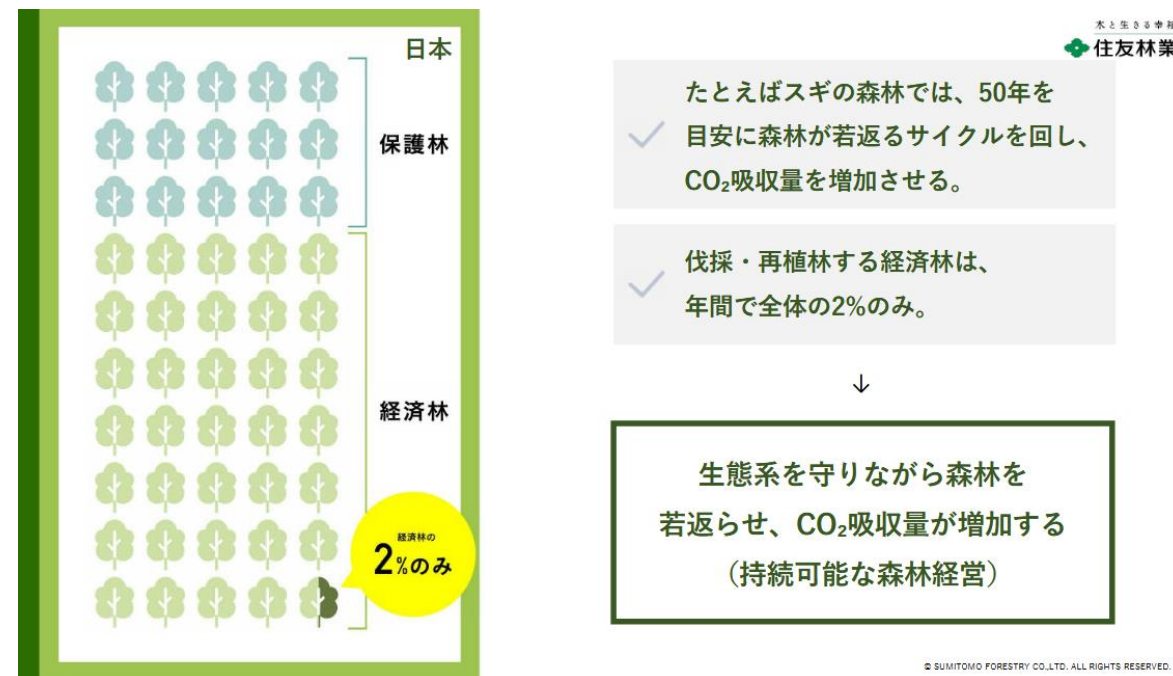 日本
保護林
経済林
経済林の
2%のみ
木と生きる幸福
住友林業
たとえばスギの森林では、50年を
目安に森林が若返るサイクルを回し、
CO₂吸収量を増加させる。
伐採・再植林する経済林は、
年間で全体の2%のみ。
↓
生態系を守りながら森林を
若返らせ、CO₂吸収量が増加する
（持続可能な森林経営）
© SUMITOMO FORESTRY CO.,LTD. ALL RIGHTS RESERVED.